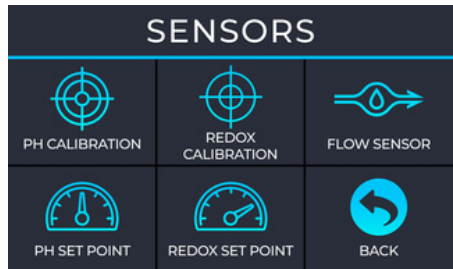 SENSORS
PH CALIBRATION
REDOX
CALIBRATION
FLOW SENSOR
PH SET POINT
REDOX SET POINT
BACK